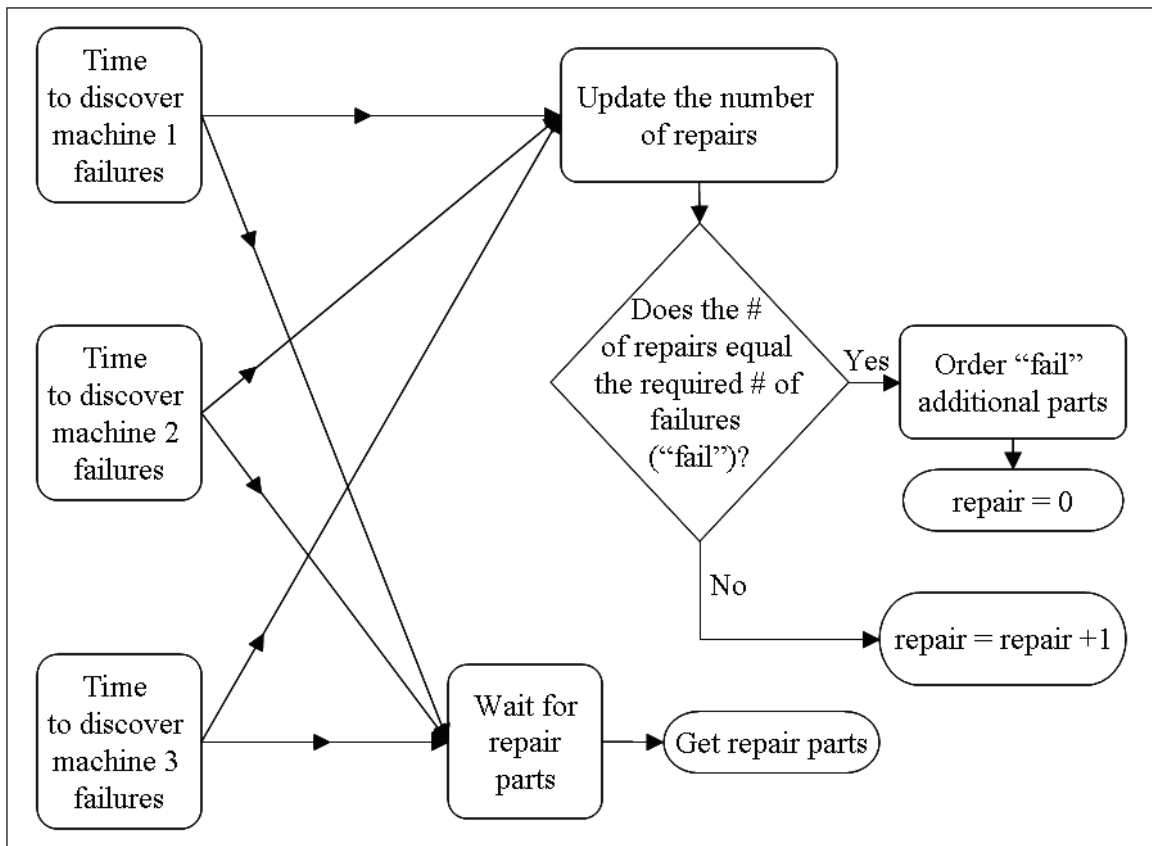 Time
to discover
machine 1
failures
Update the number
of repairs
Time
to discover
machine 2
failures
Does the #
of repairs equal
the required # of
failures
(“fail”)?
Yes
Order “fail”
additional parts
repair = 0
No
repair = repair +1
Time
to discover
machine 3
failures
Wait for
repair
parts
Get repair parts